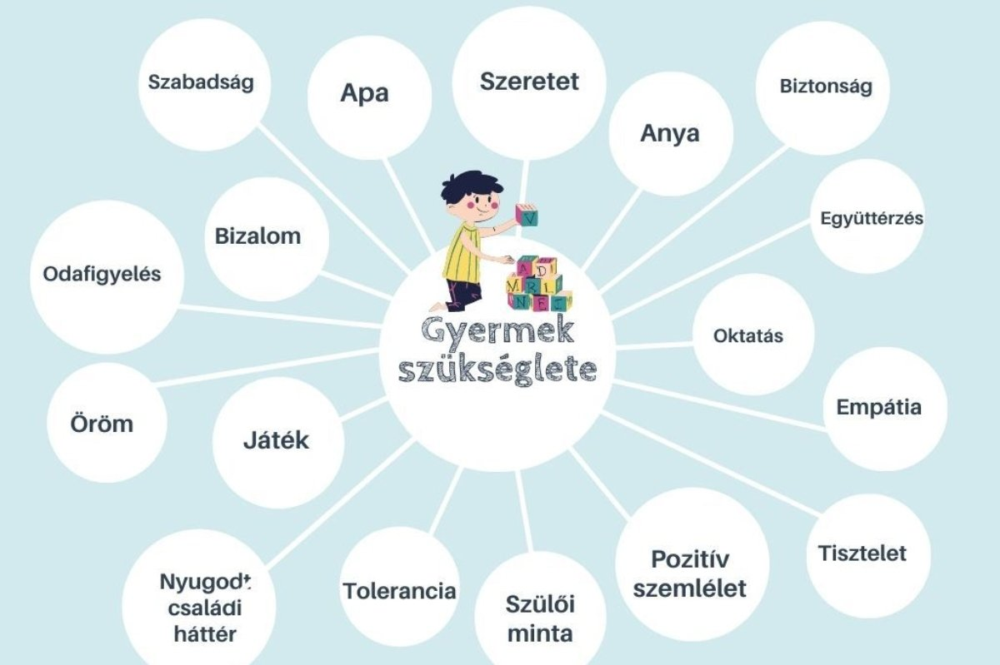 Szabadság
Apa
Szeretet
Anya
Biztonság
Együttérzés
Bizalom
Odafigyelés
V
A D
M B L
N E I
Gyermek
szükséglete
Oktatás
Empátia
Öröm
Játék
Nyugodt
családi
háttér
Tolerancia
Szülői
minta
Pozitív
szemlélet
Tisztelet